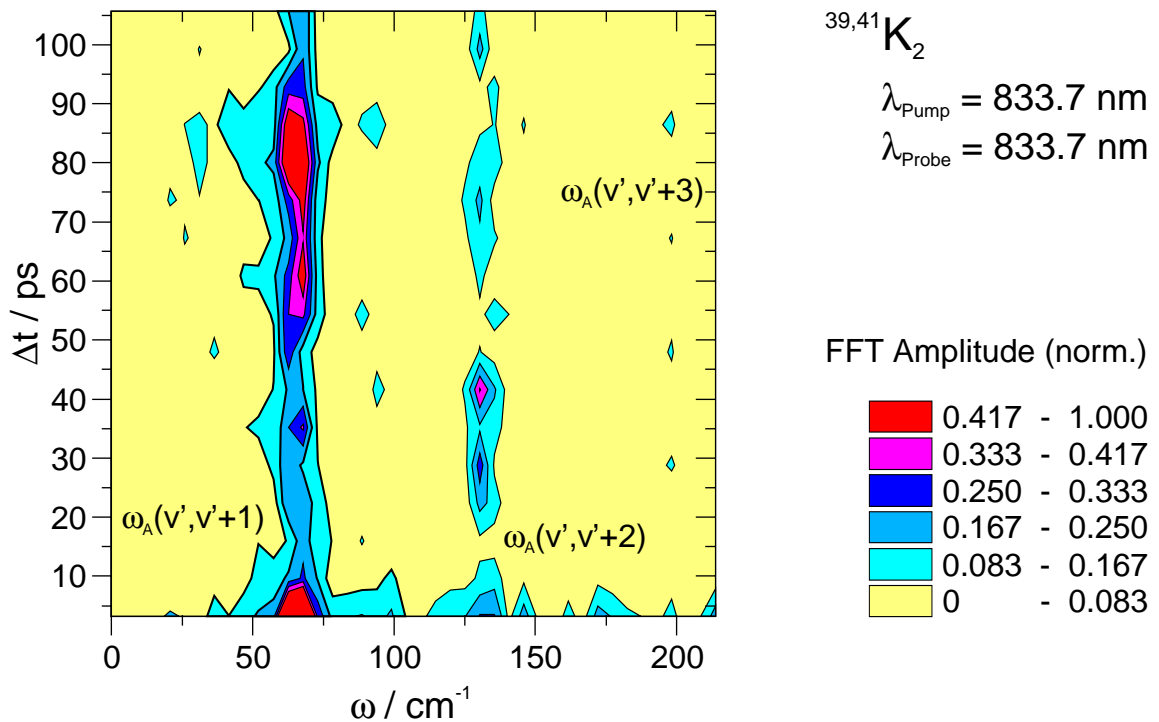 39,41K2
λPump = 833.7 nm
λProbe = 833.7 nm
100
90
80
70
60
50
40
30
20
10
Δt / ps
ωA(v',v'+3)
ωA(v',v'+1)
ωA(v',v'+2)
0
50
100
150
200
ω / cm-1
FFT Amplitude (norm.)
0.417 - 1.000
0.333 - 0.417
0.250 - 0.333
0.167 - 0.250
0.083 - 0.167
0 - 0.083